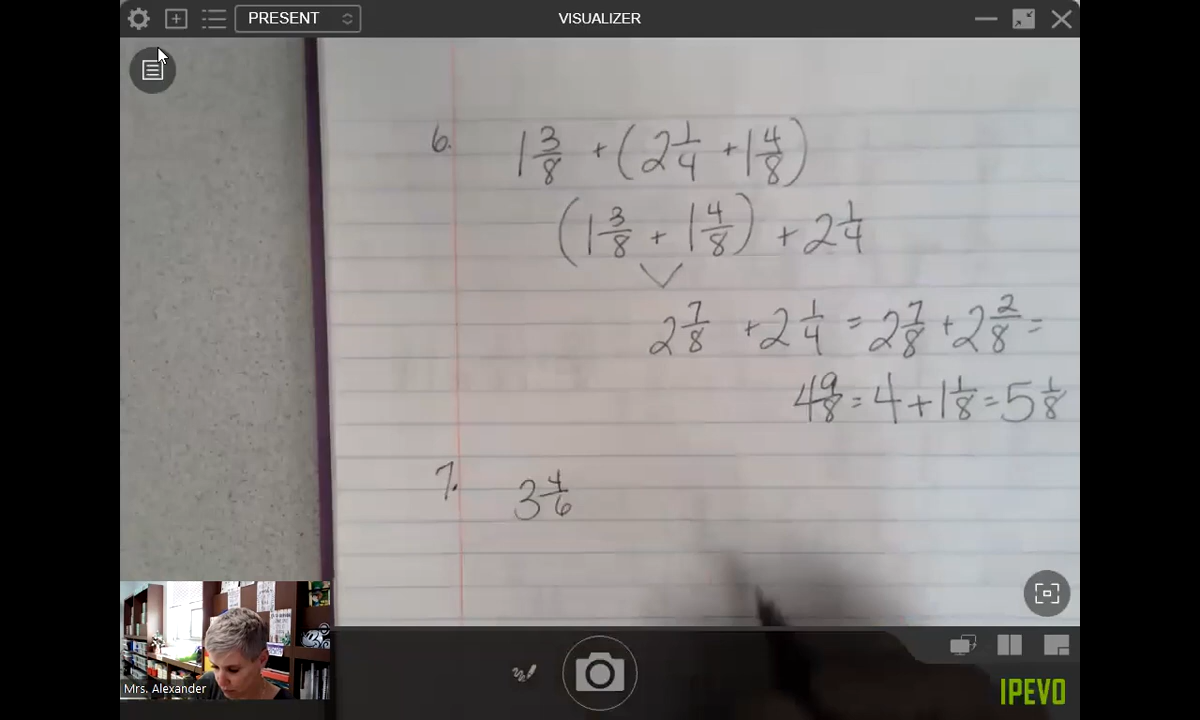 PRESENT
VISUALIZER
6. 1 3/8 + (2 1/4 + 1 4/8)
(1 3/8 + 1 4/8) + 2 1/4
2 7/8 + 2 1/4 = 2 7/8 + 2 2/8 =
4 9/8 = 4 + 1 1/8 = 5 1/8
7. 3 4/6
Mrs. Alexander
IPEVO